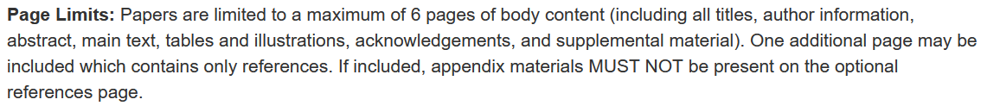 Page Limits: Papers are limited to a maximum of 6 pages of body content (including all titles, author information,
abstract, main text, tables and illustrations, acknowledgements, and supplemental material). One additional page may be
included which contains only references. If included, appendix materials MUST NOT be present on the optional
references page.